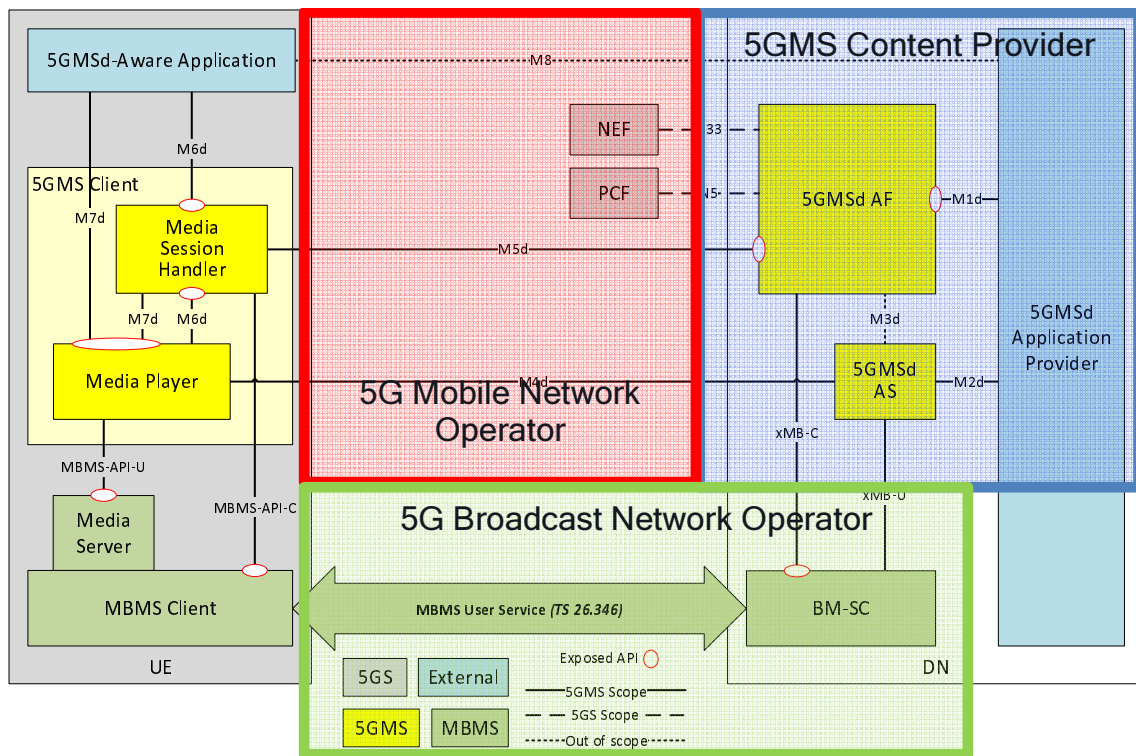 5GMS Content Provider
5GMSd-Aware Application
M8
NEF
33
M6d
5GMS Client
PCF
N5
5GMSd AF
M1d
M7d
Media
Session
Handler
M5d
M7d
M6d
M3d
5GMSd
Application
Provider
Media Player
M4d
5GMSd
AS
M2d
5G Mobile Network
Operator
xMB-C
MBMS-API-U
xMB-U
MBMS-API-C
Media
Server
5G Broadcast Network Operator
MBMS Client
MBMS User Service (TS 26.346)
BM-SC
UE
Exposed API
DN
5GS
External
5GMS Scope
5GS Scope
5GMS
MBMS
Out of scope